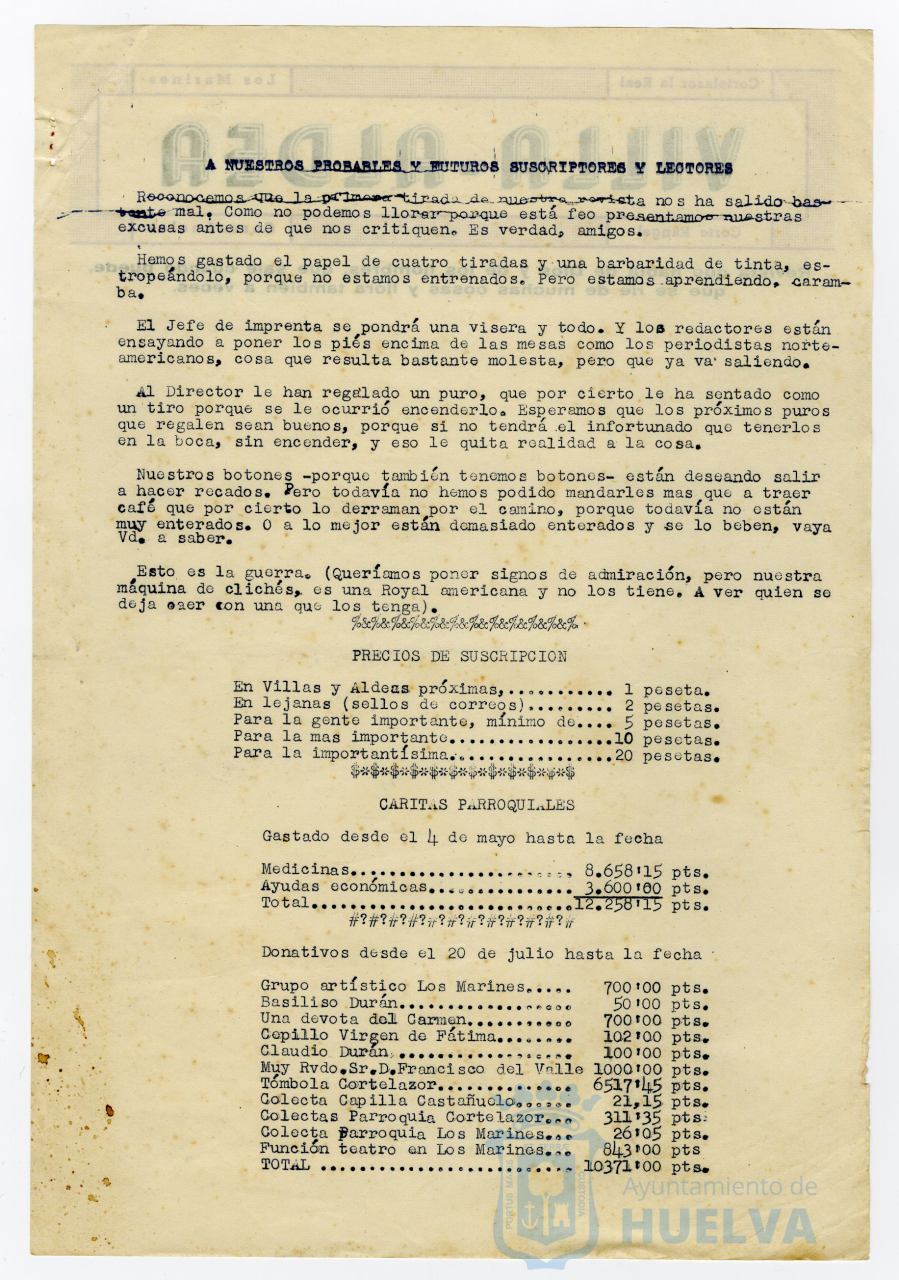 Los Marines
Cortelazor la Real
VILLA ALDEA
A NUESTROS PROBABLES Y FUTUROS SUSCRIPTORES Y LECTORES
Reconocemos que la primera tirada de nuestra revista nos ha salido bas-
tante mal. Como no podemos llorar porque está feo presentamos nuestras
excusas antes de que nos critiquen. Es verdad, amigos.
Hemos gastado el papel de cuatro tiradas y una barbaridad de tinta, es-
tropeándolo, porque no estamos entrenados. Pero estamos aprendiendo, caram-
ba.
El Jefe de imprenta se pondrá una visera y todo. Y los redactores están
ensayando a poner los piés encima de las mesas como los periodistas norte-
americanos, cosa que resulta bastante molesta, pero que ya va saliendo.
Al Director le han regalado un puro, que por cierto le ha sentado como
un tiro porque se le ocurrió encenderlo. Esperamos que los próximos puros
que regalen sean buenos, porque si no tendrá el infortunado que tenerlos
en la boca, sin encender, y eso le quita realidad a la cosa.
Nuestros botones -porque también tenemos botones- están deseando salir
a hacer recados. Pero todavía no hemos podido mandarles mas que a traer
café que por cierto lo derraman por el camino, porque todavía no están
muy enterados. O a lo mejor están demasiado enterados y se lo beben, vaya
Vd. a saber.
Esto es la guerra. (Queríamos poner signos de admiración, pero nuestra
máquina de clichés, es una Royal americana y no los tiene. A ver quien se
deja caer con una que los tenga).
%&%&%&%&%&%&%&%&%&%&%&%
PRECIOS DE SUSCRIPCION
En Villas y Aldeas próximas,........... 1 peseta.
En lejanas (sellos de correos)......... 2 pesetas.
Para la gente importante, mínimo de.... 5 pesetas.
Para la mas importante.................10 pesetas.
Para la importantísima.................20 pesetas.
$*$*$*$*$*$*$*$*$*$*$*$
CARITAS PARROQUIALES
Gastado desde el 4 de mayo hasta la fecha
Medicinas....................... 8.658'15 pts.
Ayudas económicas............... 3.600'00 pts.
Total...........................12.258'15 pts.
#?#?#?#?#?#?#?#?#?#?#?#
Donativos desde el 20 de julio hasta la fecha
Grupo artístico Los Marines..... 700'00 pts.
Basiliso Durán.................. 50'00 pts.
Una devota del Carmen........... 700'00 pts.
Cepillo Virgen de Fátima........ 102'00 pts.
Claudio Durán................... 100'00 pts.
Muy Rvdo.Sr.D.Francisco del Valle 1000'00 pts.
Tómbola Cortelazor.............. 6517'45 pts.
Colecta Capilla Castañuelo...... 21,15 pts.
Colectas Parroquia Cortelazor... 311'35 pts.
Colecta Parroquia Los Marines... 26'05 pts.
Función teatro en Los Marines... 843'00 pts
TOTAL .......................... 10371'00 pts.
Ayuntamiento de
HUELVA